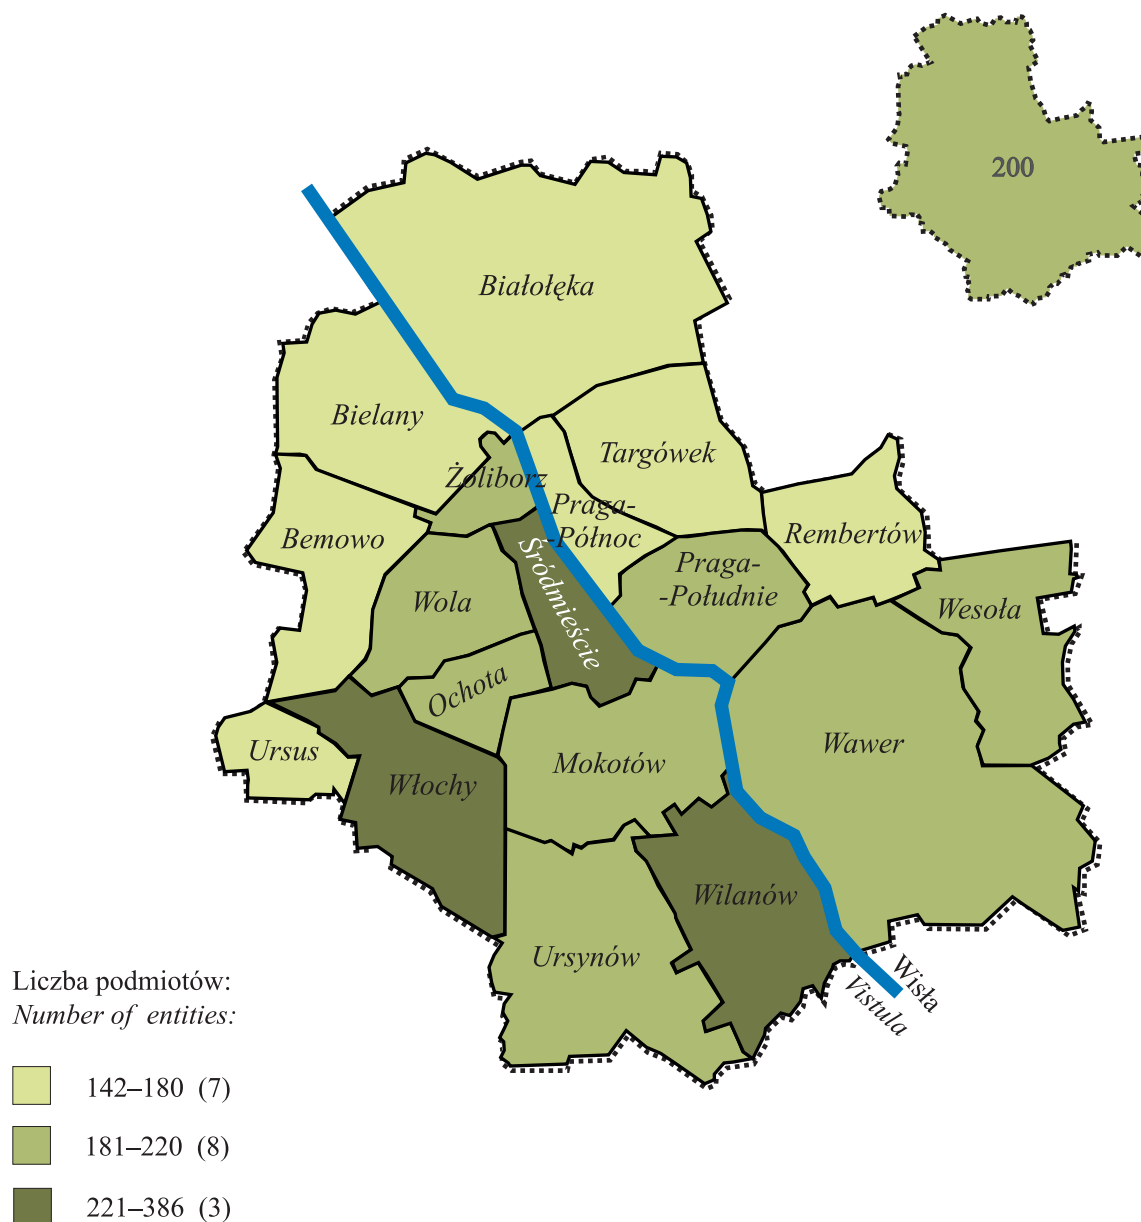 200
Białołęka
Bielany
Targówek
Żoliborz
Praga-
-Północ
Rembertów
Bemowo
Praga-
-Południe
Śródmieście
Wola
Wesoła
Ochota
Wawer
Ursus
Mokotów
Włochy
Wilanów
Ursynów
Wisła
Vistula
Liczba podmiotów:
Number of entities:
142–180 (7)
181–220 (8)
221–386 (3)